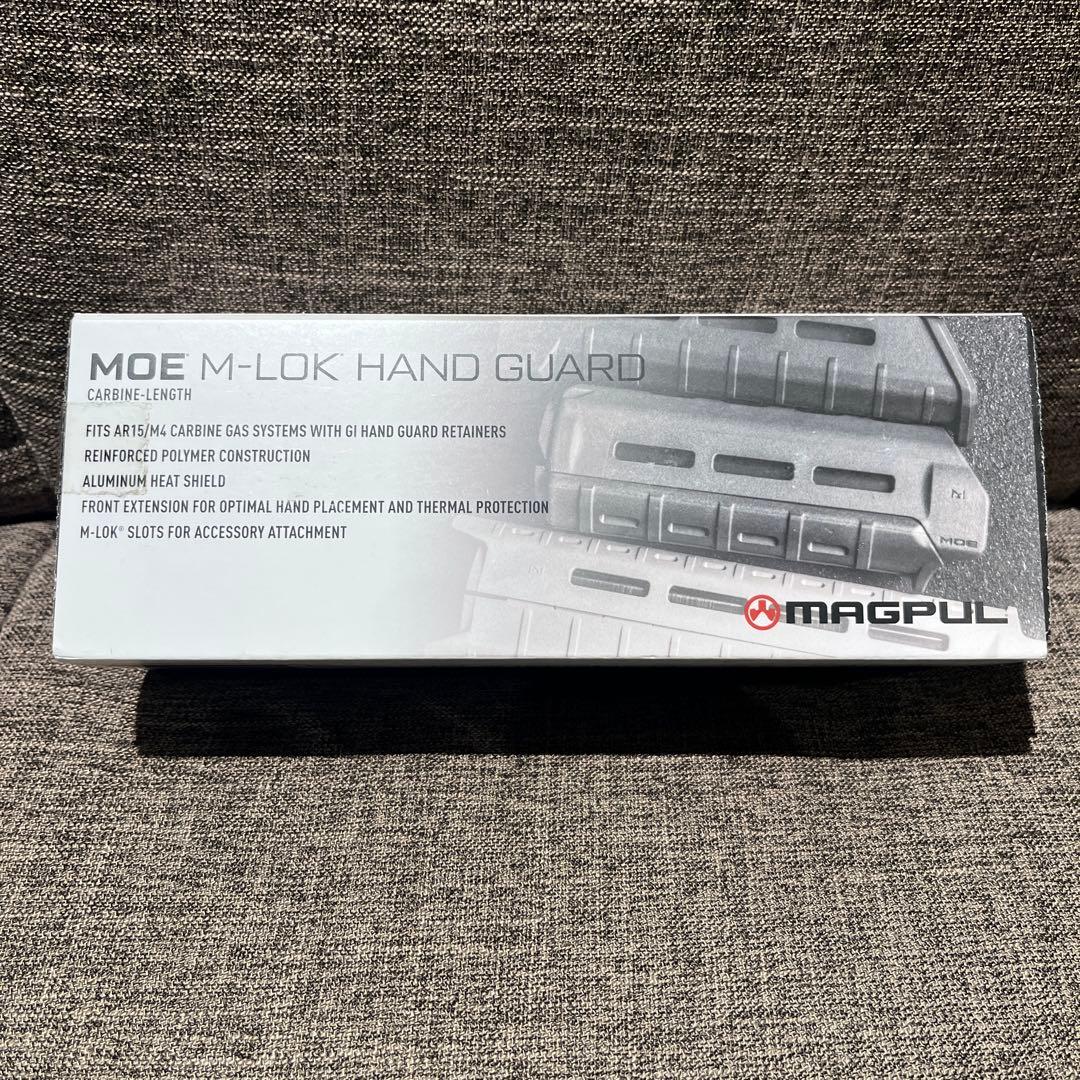 MOE® M-LOK® HAND GUARD
CARBINE-LENGTH
FITS AR15/M4 CARBINE GAS SYSTEMS WITH GI HAND GUARD RETAINERS
REINFORCED POLYMER CONSTRUCTION
ALUMINUM HEAT SHIELD
FRONT EXTENSION FOR OPTIMAL HAND PLACEMENT AND THERMAL PROTECTION
M-LOK® SLOTS FOR ACCESSORY ATTACHMENT
MOE
MAGPUL